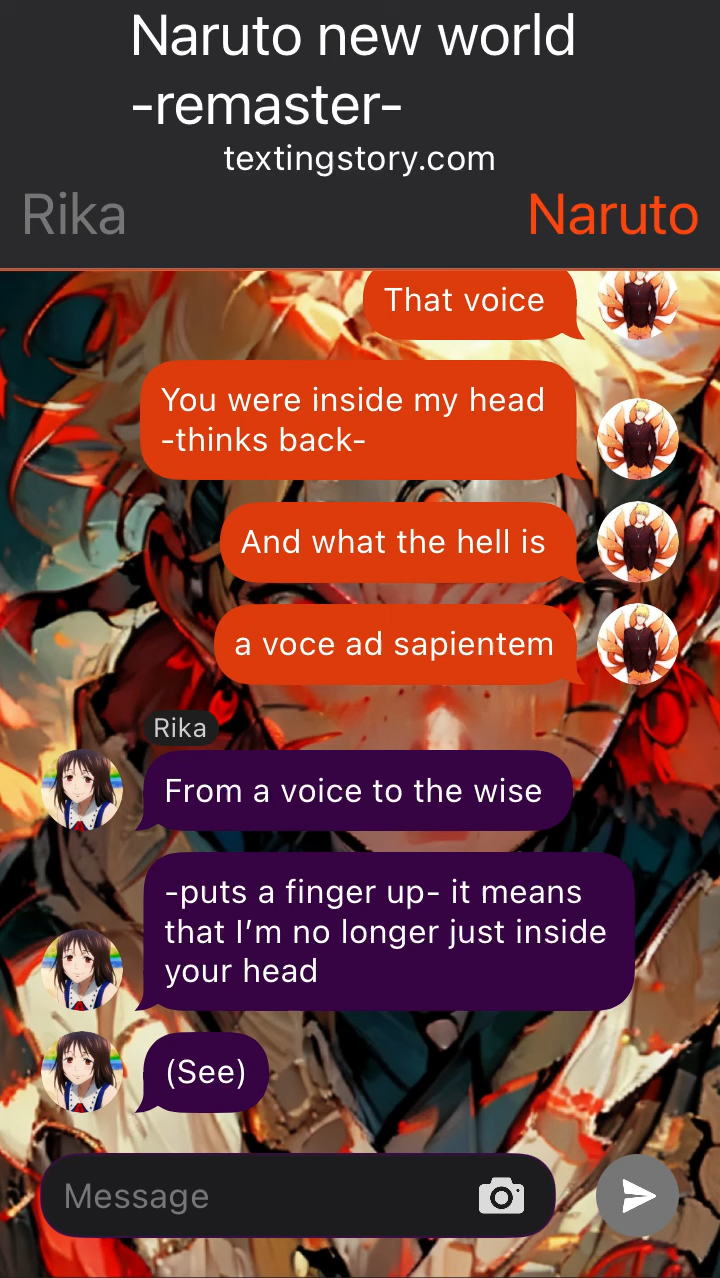 Naruto new world
-remaster-
textingstory.com
Rika
Naruto
That voice
You were inside my head
-thinks back-
And what the hell is
a voce ad sapientem
Rika
From a voice to the wise
-puts a finger up- it means
that I’m no longer just inside
your head
(See)
Message